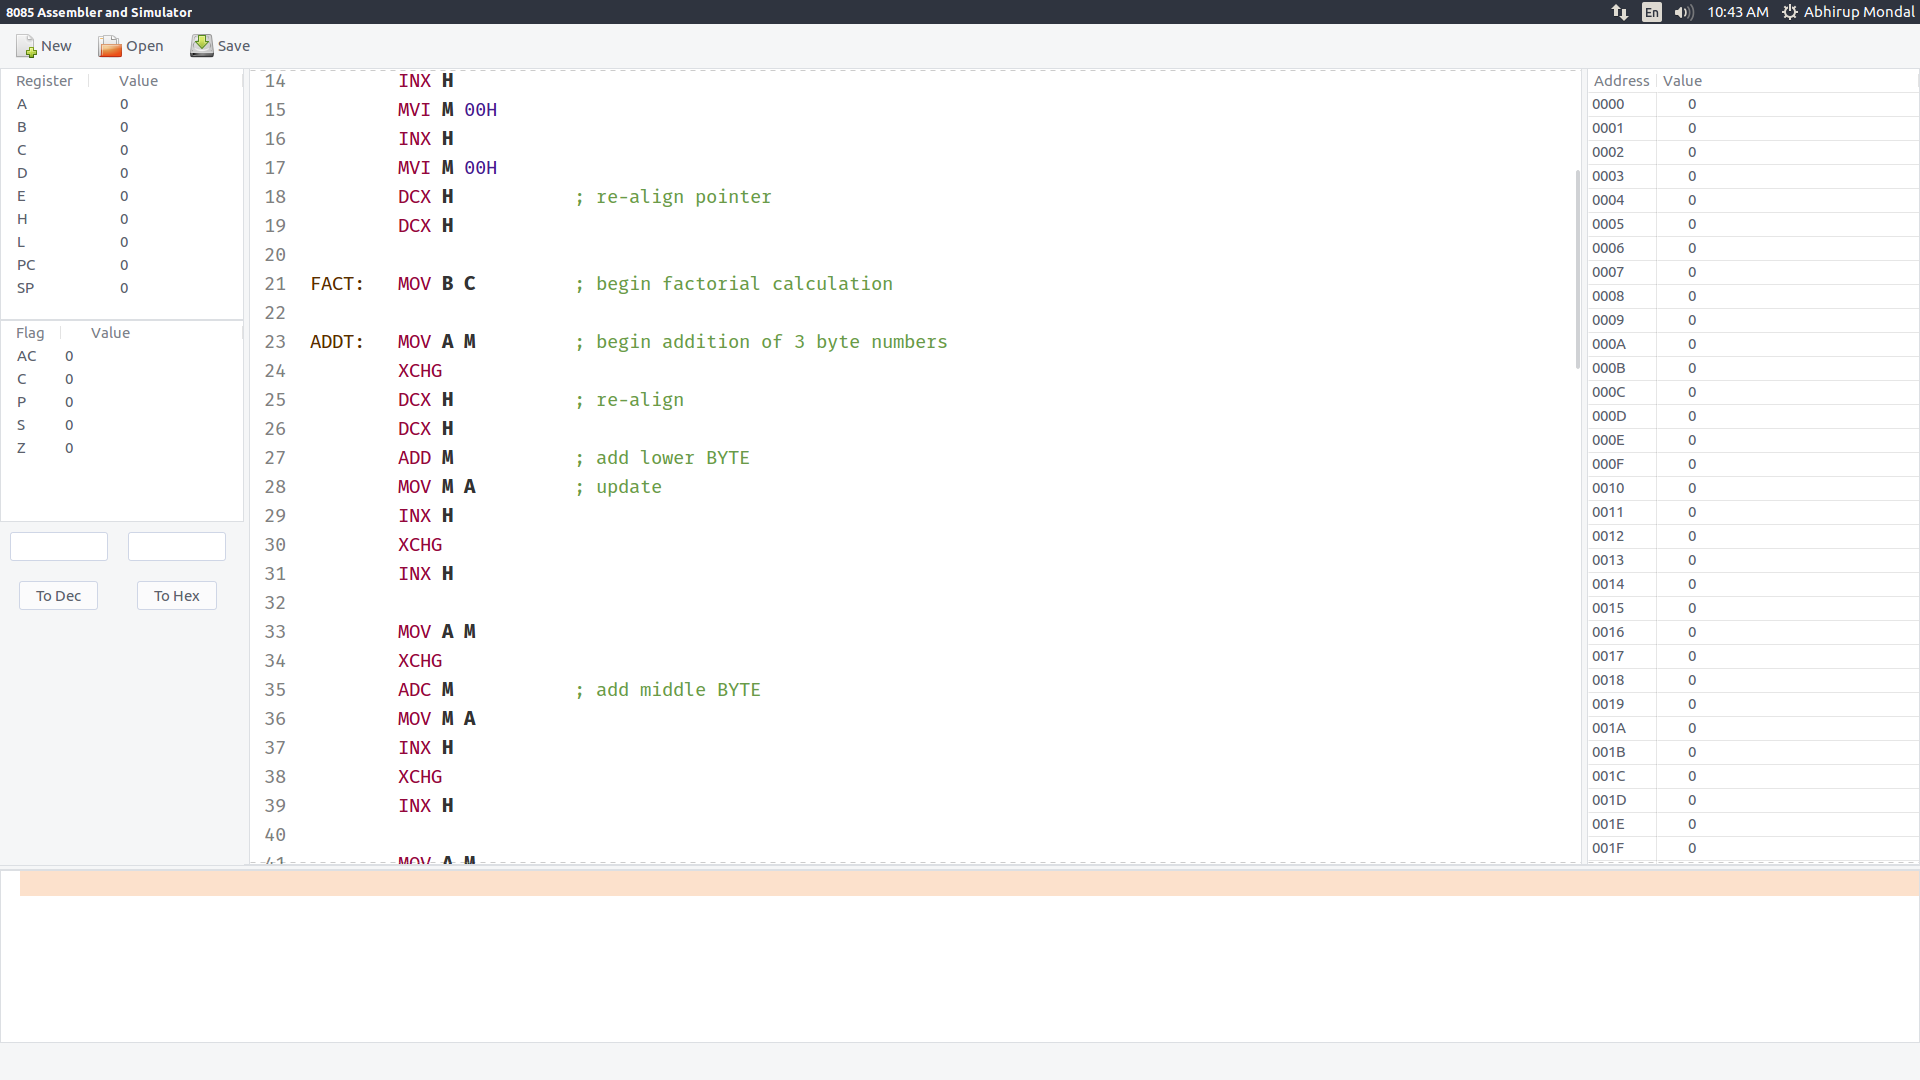 8085 Assembler and Simulator
En 10:43 AM Abhirup Mondal
New Open Save
Register Value
A 0
B 0
C 0
D 0
E 0
H 0
L 0
PC 0
SP 0
Flag Value
AC 0
C 0
P 0
S 0
Z 0
To Dec To Hex
14 INX H
15 MVI M 00H
16 INX H
17 MVI M 00H
18 DCX H ; re-align pointer
19 DCX H
20
21 FACT: MOV B C ; begin factorial calculation
22
23 ADDT: MOV A M ; begin addition of 3 byte numbers
24 XCHG
25 DCX H ; re-align
26 DCX H
27 ADD M ; add lower BYTE
28 MOV M A ; update
29 INX H
30 XCHG
31 INX H
32
33 MOV A M
34 XCHG
35 ADC M ; add middle BYTE
36 MOV M A
37 INX H
38 XCHG
39 INX H
40
41 MOV A M
Address Value
0000 0
0001 0
0002 0
0003 0
0004 0
0005 0
0006 0
0007 0
0008 0
0009 0
000A 0
000B 0
000C 0
000D 0
000E 0
000F 0
0010 0
0011 0
0012 0
0013 0
0014 0
0015 0
0016 0
0017 0
0018 0
0019 0
001A 0
001B 0
001C 0
001D 0
001E 0
001F 0